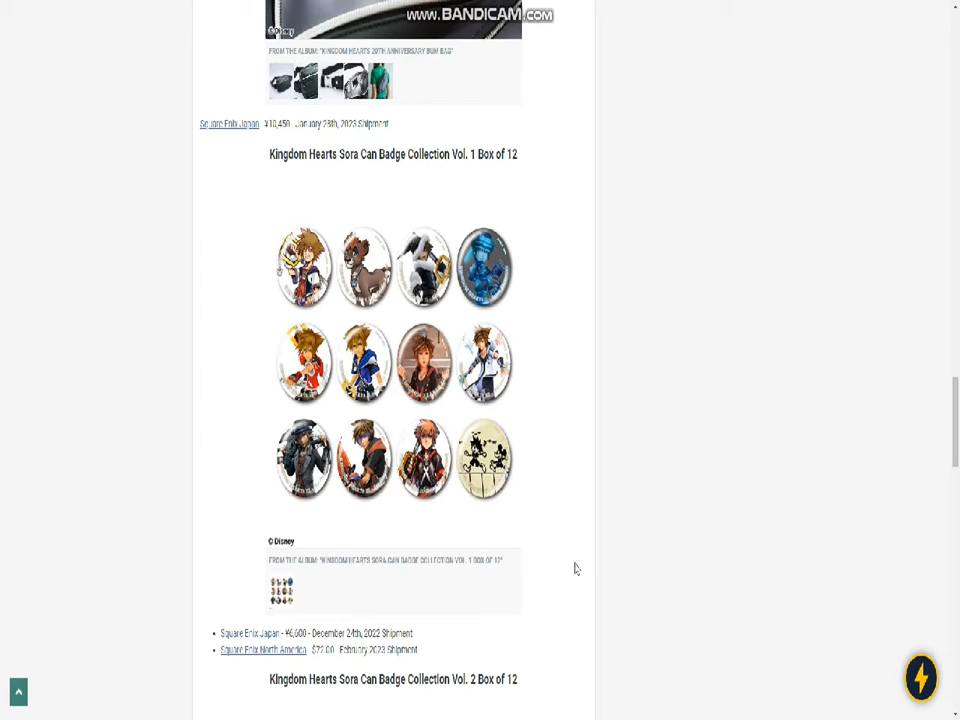 www.BANDICAM.com
© Disney
FROM THE ALBUM: "KINGDOM HEARTS 20TH ANNIVERSARY BUM BAG"
Square Enix Japan - ¥10,450 - January 28th, 2023 Shipment
Kingdom Hearts Sora Can Badge Collection Vol. 1 Box of 12
© Disney
FROM THE ALBUM: "KINGDOM HEARTS SORA CAN BADGE COLLECTION VOL. 1 BOX OF 12"
Square Enix Japan - ¥6,600 - December 24th, 2022 Shipment
Square Enix North America - $72.00 - February 2023 Shipment
Kingdom Hearts Sora Can Badge Collection Vol. 2 Box of 12